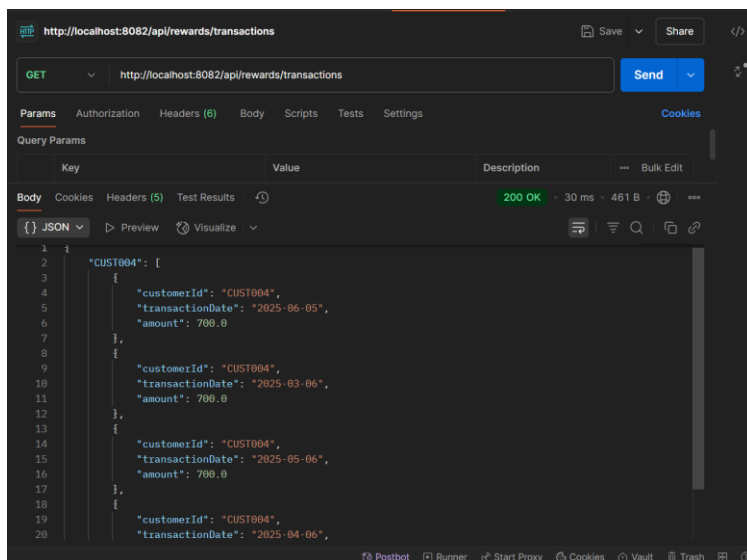 HTTP http://localhost:8082/api/rewards/transactions Save Share
GET http://localhost:8082/api/rewards/transactions Send
Params Authorization Headers (6) Body Scripts Tests Settings Cookies
Query Params
Key Value Description Bulk Edit
Body Cookies Headers (5) Test Results 200 OK 30 ms 461 B
{} JSON Preview Visualize
1 {
2 "CUST004": [
3 {
4 "customerId": "CUST004",
5 "transactionDate": "2025-06-05",
6 "amount": 700.0
7 },
8 {
9 "customerId": "CUST004",
10 "transactionDate": "2025-03-06",
11 "amount": 700.0
12 },
13 {
14 "customerId": "CUST004",
15 "transactionDate": "2025-05-06",
16 "amount": 700.0
17 },
18 {
19 "customerId": "CUST004",
20 "transactionDate": "2025-04-06",
Postbot Runner Start Proxy Cookies Vault Trash